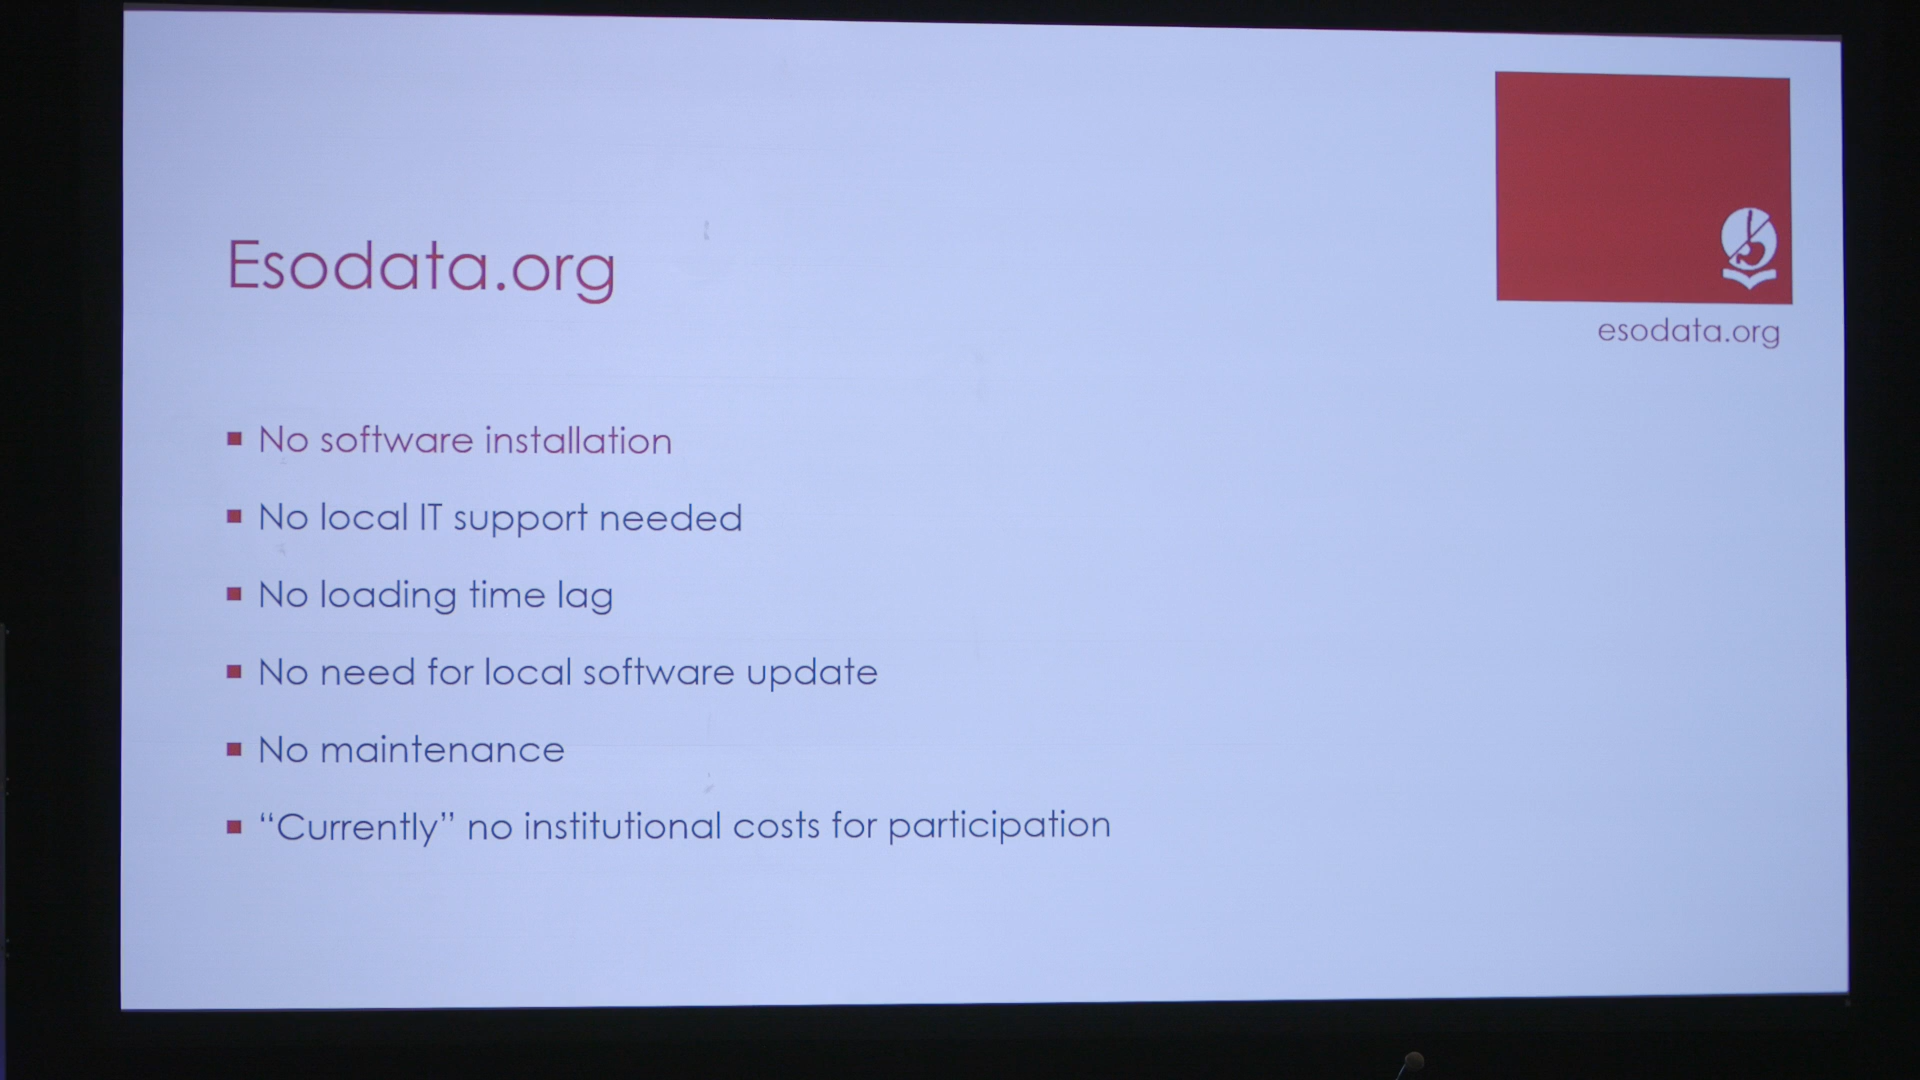 Esodata.org
esodata.org
No software installation
No local IT support needed
No loading time lag
No need for local software update
No maintenance
“Currently” no institutional costs for participation